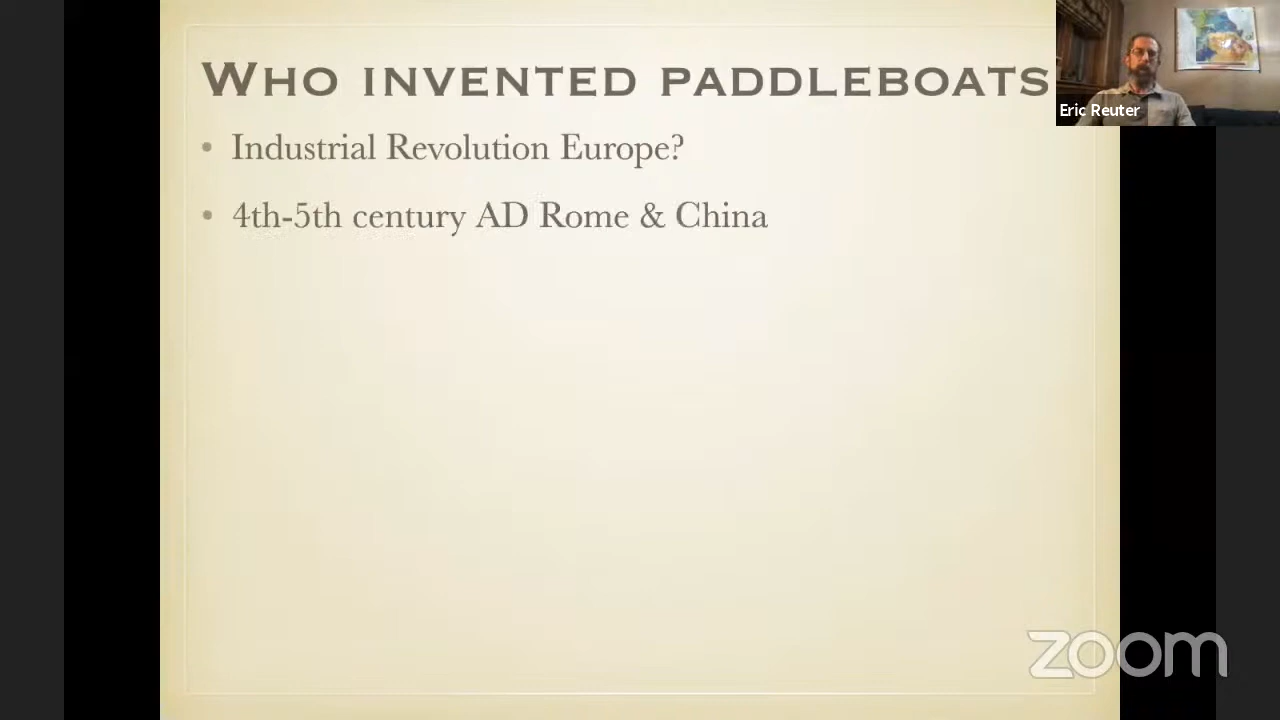 WHO INVENTED PADDLEBOATS
Eric Reuter
• Industrial Revolution Europe?
• 4th-5th century AD Rome & China
zoom